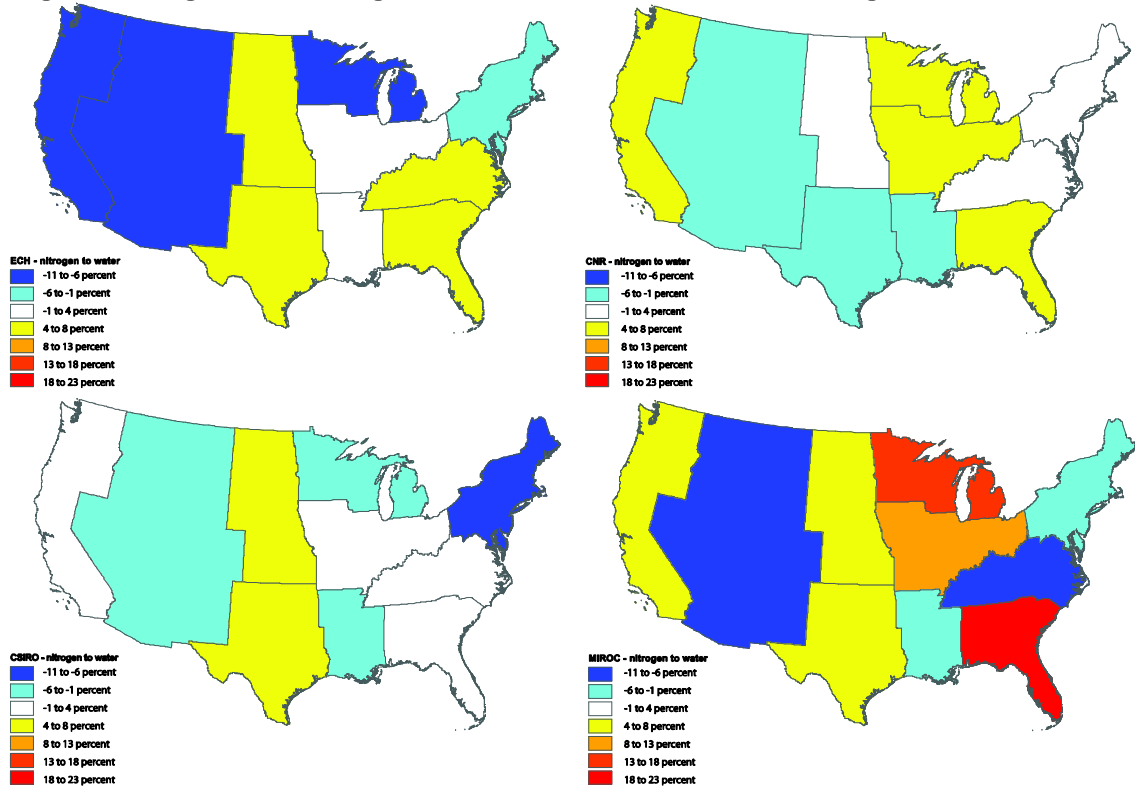 ECH - nitrogen to water
-11 to -6 percent
-6 to -1 percent
-1 to 4 percent
4 to 8 percent
8 to 13 percent
13 to 18 percent
18 to 23 percent
CNR - nitrogen to water
-11 to -6 percent
-6 to -1 percent
-1 to 4 percent
4 to 8 percent
8 to 13 percent
13 to 18 percent
18 to 23 percent
CSIRO - nitrogen to water
-11 to -6 percent
-6 to -1 percent
-1 to 4 percent
4 to 8 percent
8 to 13 percent
13 to 18 percent
18 to 23 percent
MIROC - nitrogen to water
-11 to -6 percent
-6 to -1 percent
-1 to 4 percent
4 to 8 percent
8 to 13 percent
13 to 18 percent
18 to 23 percent